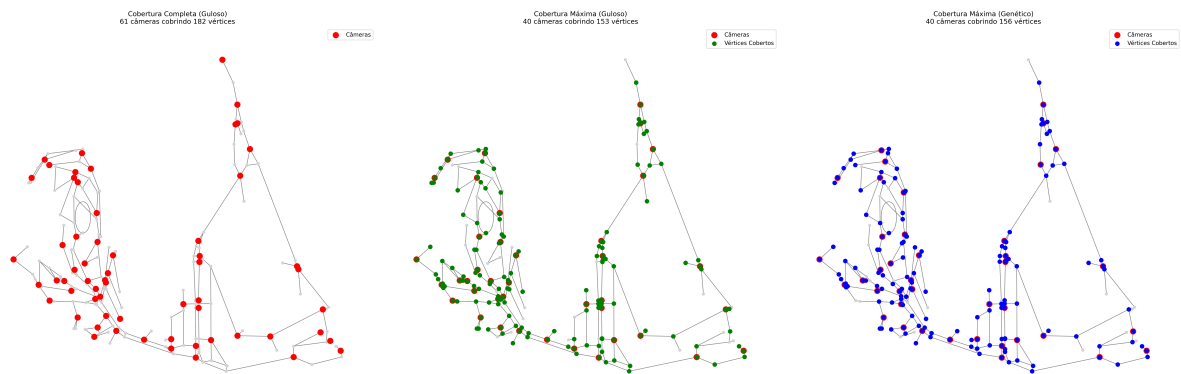 Cobertura Completa (Guloso)
61 câmeras cobrindo 182 vértices
Câmeras
Cobertura Máxima (Guloso)
40 câmeras cobrindo 153 vértices
Câmeras
Vértices Cobertos
Cobertura Máxima (Genético)
40 câmeras cobrindo 156 vértices
Câmeras
Vértices Cobertos